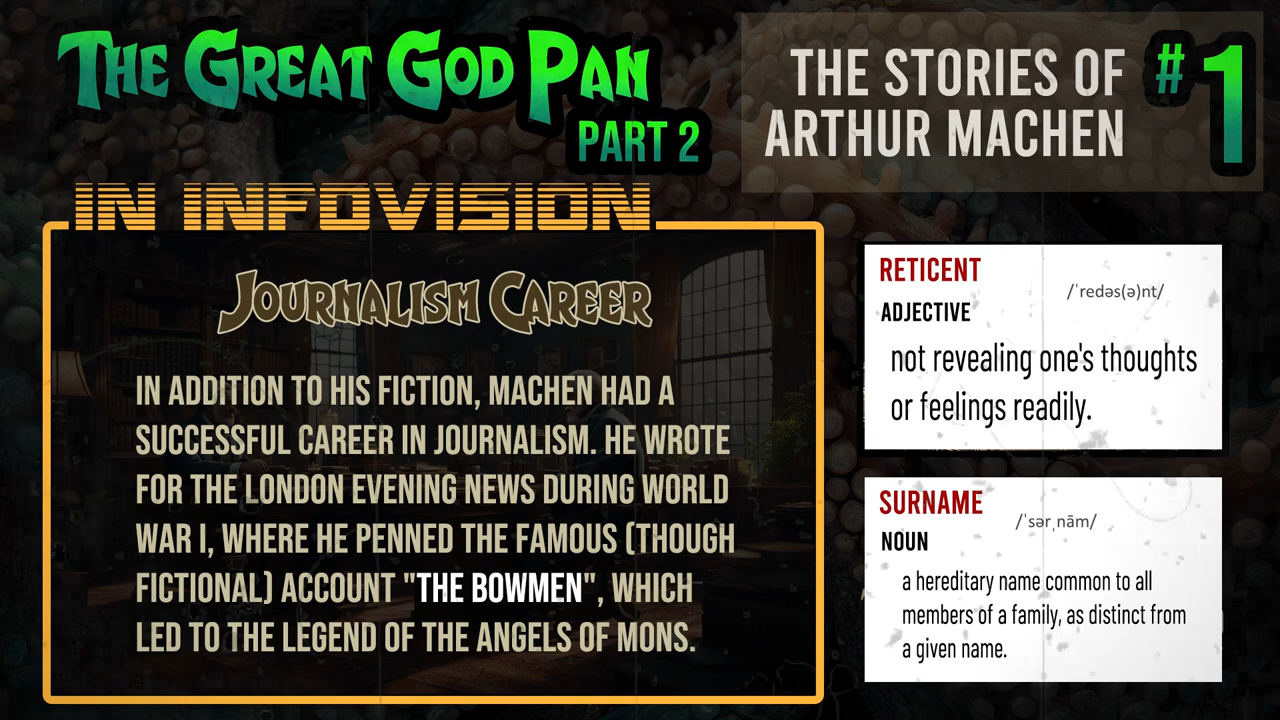 THE GREAT GOD PAN
PART 2
THE STORIES OF
ARTHUR MACHEN
#1
IN INFOVISION
JOURNALISM CAREER
IN ADDITION TO HIS FICTION, MACHEN HAD A
SUCCESSFUL CAREER IN JOURNALISM. HE WROTE
FOR THE LONDON EVENING NEWS DURING WORLD
WAR I, WHERE HE PENNED THE FAMOUS (THOUGH
FICTIONAL) ACCOUNT "THE BOWMEN", WHICH
LED TO THE LEGEND OF THE ANGELS OF MONS.
RETICENT
/ˈredəs(ə)nt/
ADJECTIVE
not revealing one's thoughts
or feelings readily.
SURNAME
/ˈsərˌnām/
NOUN
a hereditary name common to all
members of a family, as distinct from
a given name.